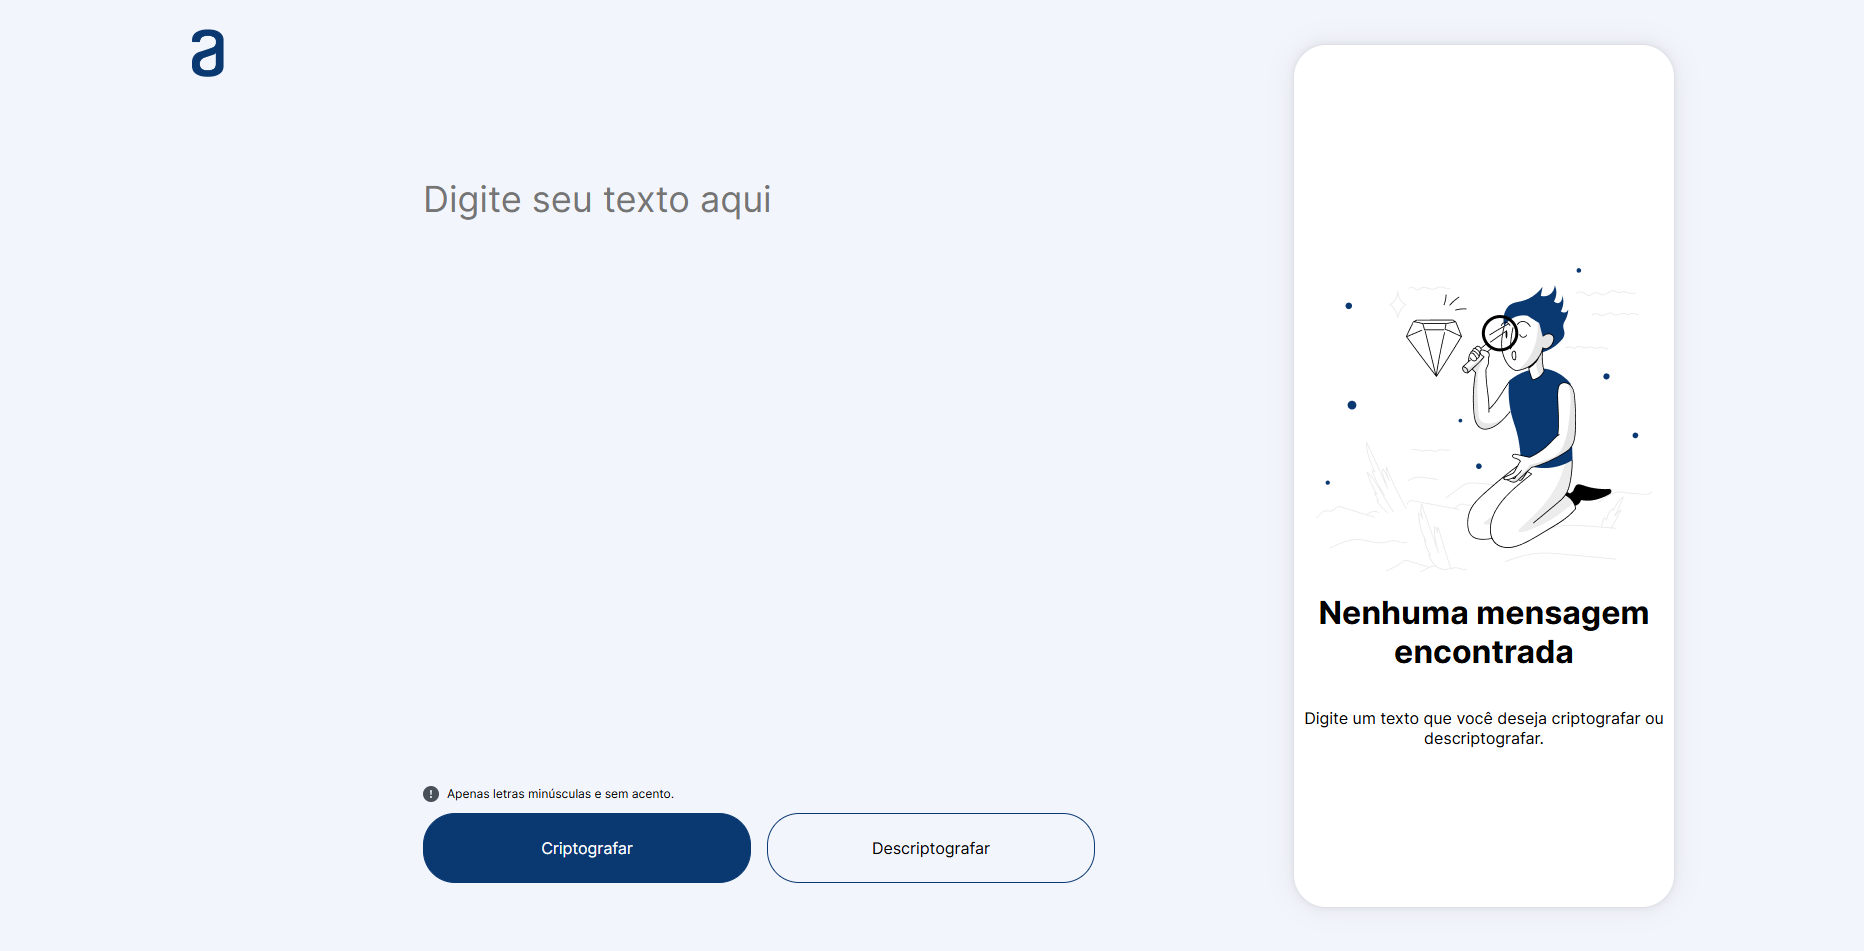 a
Digite seu texto aqui
Apenas letras minúsculas e sem acento.
Criptografar
Descriptografar
Nenhuma mensagem
encontrada
Digite um texto que você deseja criptografar ou
descriptografar.